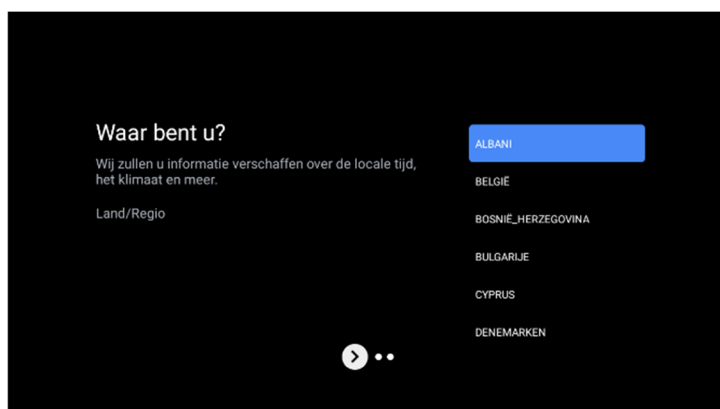 Waar bent u?
Wij zullen u informatie verschaffen over de locale tijd,
het klimaat en meer.
Land/Regio
ALBANI
BELGIË
BOSNIË_HERZEGOVINA
BULGARIJE
CYPRUS
DENEMARKEN